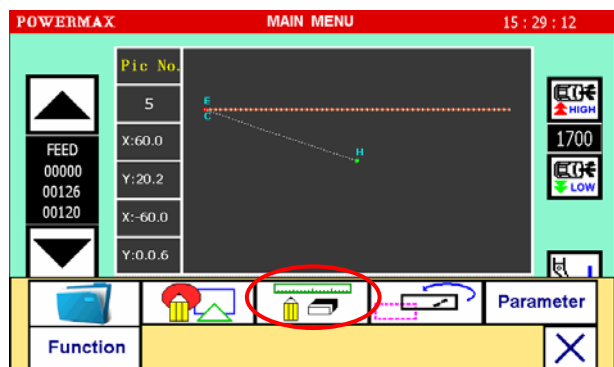 POWERMAX MAIN MENU 15:29:12
Pic No.
5
X:60.0
Y:20.2
X:-60.0
Y:0.0.6
FEED
00000
00126
00120
E
C
H
HIGH
1700
LOW
Parameter
Function